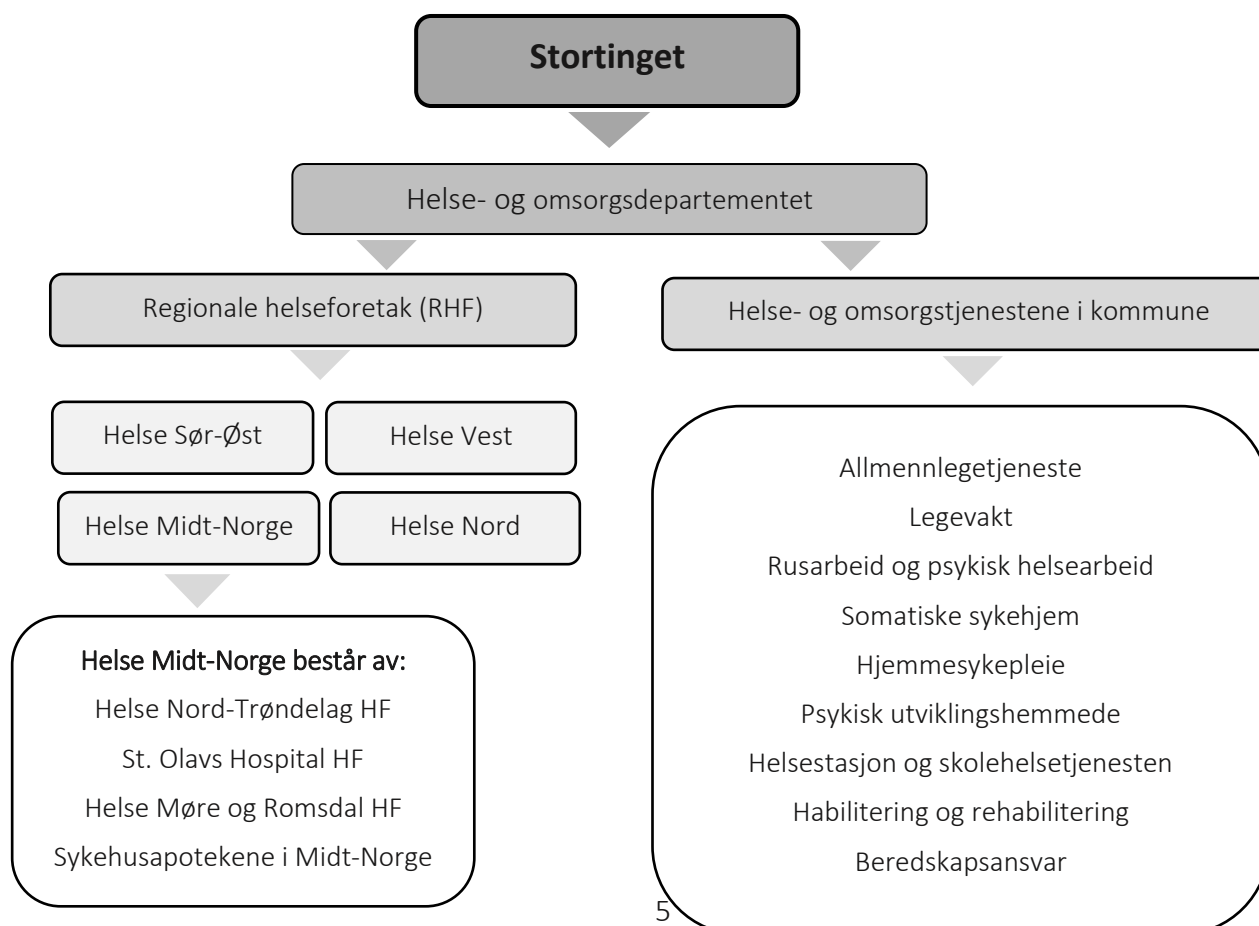 Stortinget
Helse- og omsorgsdepartementet
Regionale helseforetak (RHF)
Helse- og omsorgstjenestene i kommune
Helse Sør-Øst
Helse Vest
Helse Midt-Norge
Helse Nord
Helse Midt-Norge består av:
Helse Nord-Trøndelag HF
St. Olavs Hospital HF
Helse Møre og Romsdal HF
Sykehusapotekene i Midt-Norge
Allmennlegetjeneste
Legevakt
Rusarbeid og psykisk helsearbeid
Somatiske sykehjem
Hjemmesykepleie
Psykisk utviklingshemmede
Helsestasjon og skolehelsetjenesten
Habilitering og rehabilitering
Beredskapsansvar
5